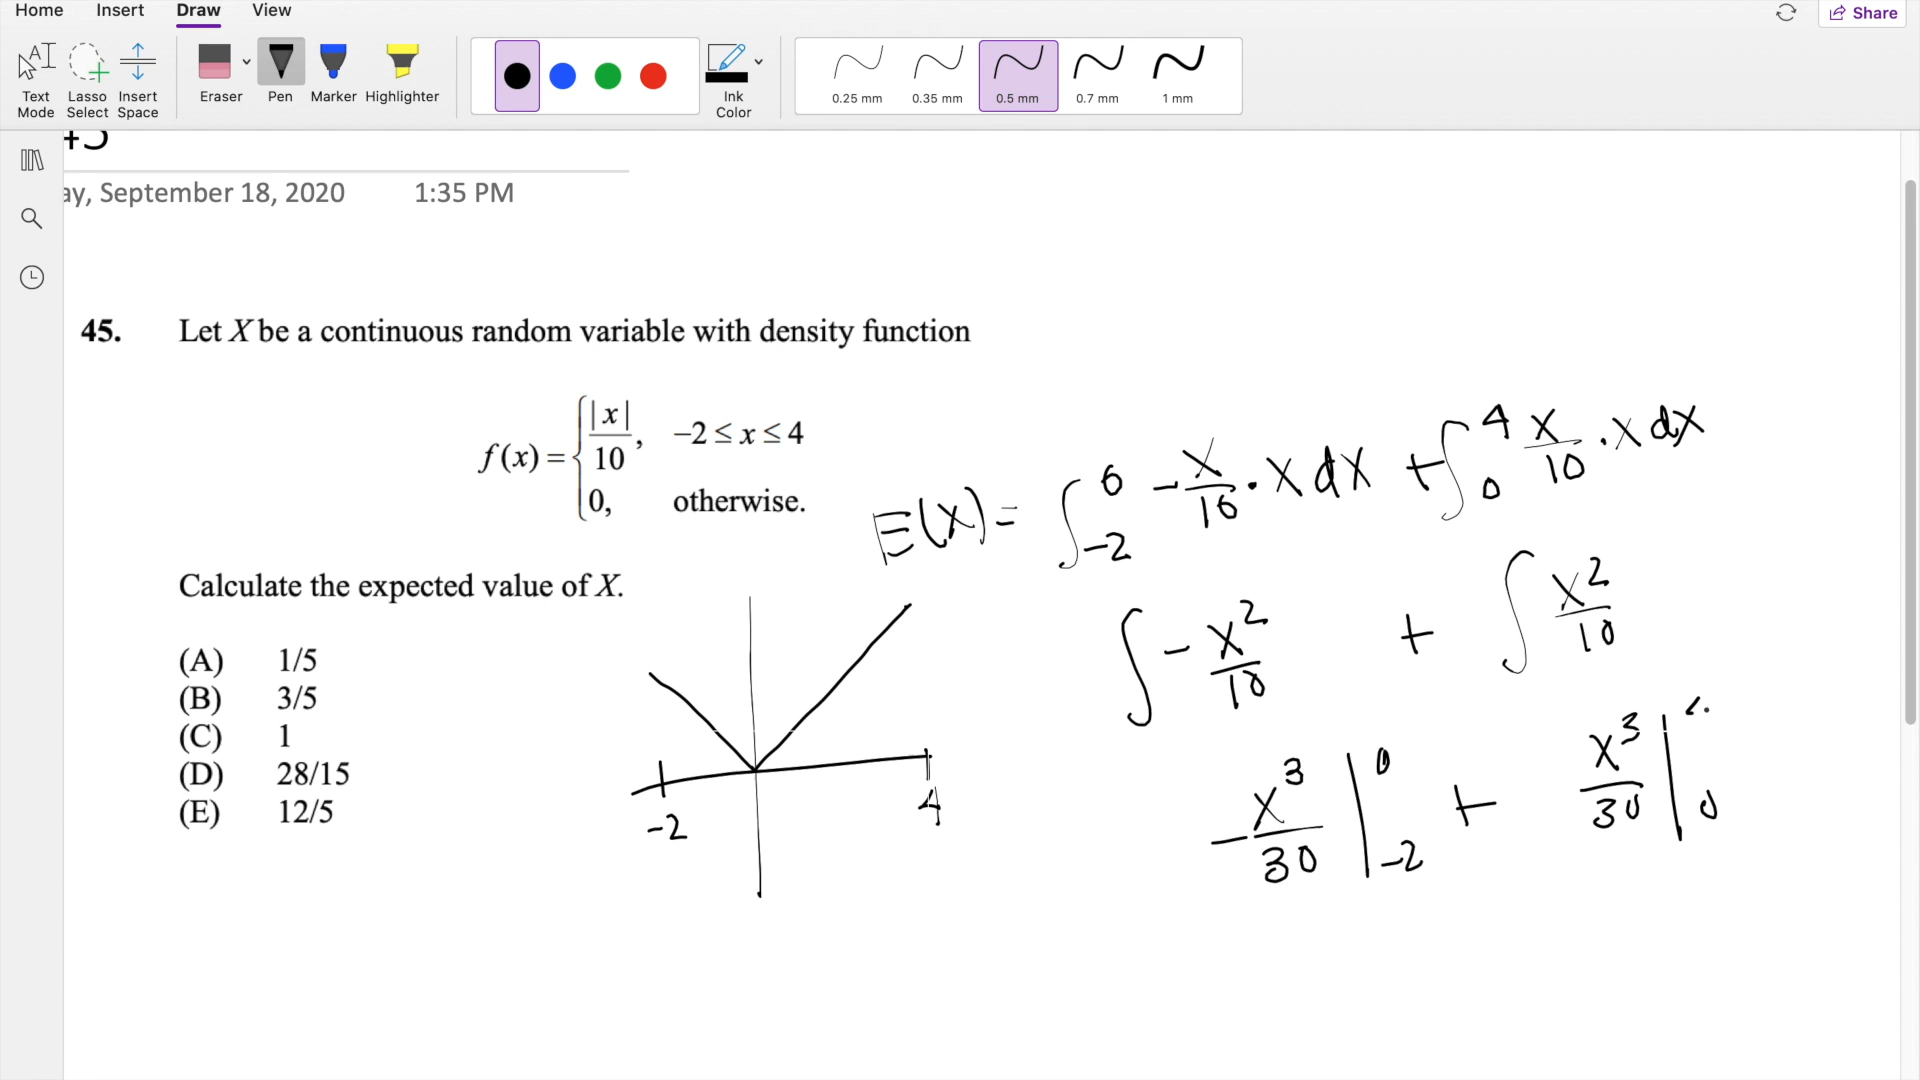 Home Insert Draw View
Share
Text Mode
Lasso Select
Insert Space
Eraser
Pen
Marker
Highlighter
Ink Color
0.25 mm
0.35 mm
0.5 mm
0.7 mm
1 mm
ay, September 18, 2020 1:35 PM
45. Let X be a continuous random variable with density function
f(x) = { |x|/10, −2 ≤ x ≤ 4
0, otherwise.
E(X) = ∫_{-2}^{0} -x/10 · x dx + ∫_{0}^{4} x/10 · x dx
Calculate the expected value of X.
∫ -x²/10 + ∫ x²/10
(A) 1/5
(B) 3/5
(C) 1
(D) 28/15
(E) 12/5
-2 4
-x³/30 |_{-2}^{0} + x³/30 |_{0}